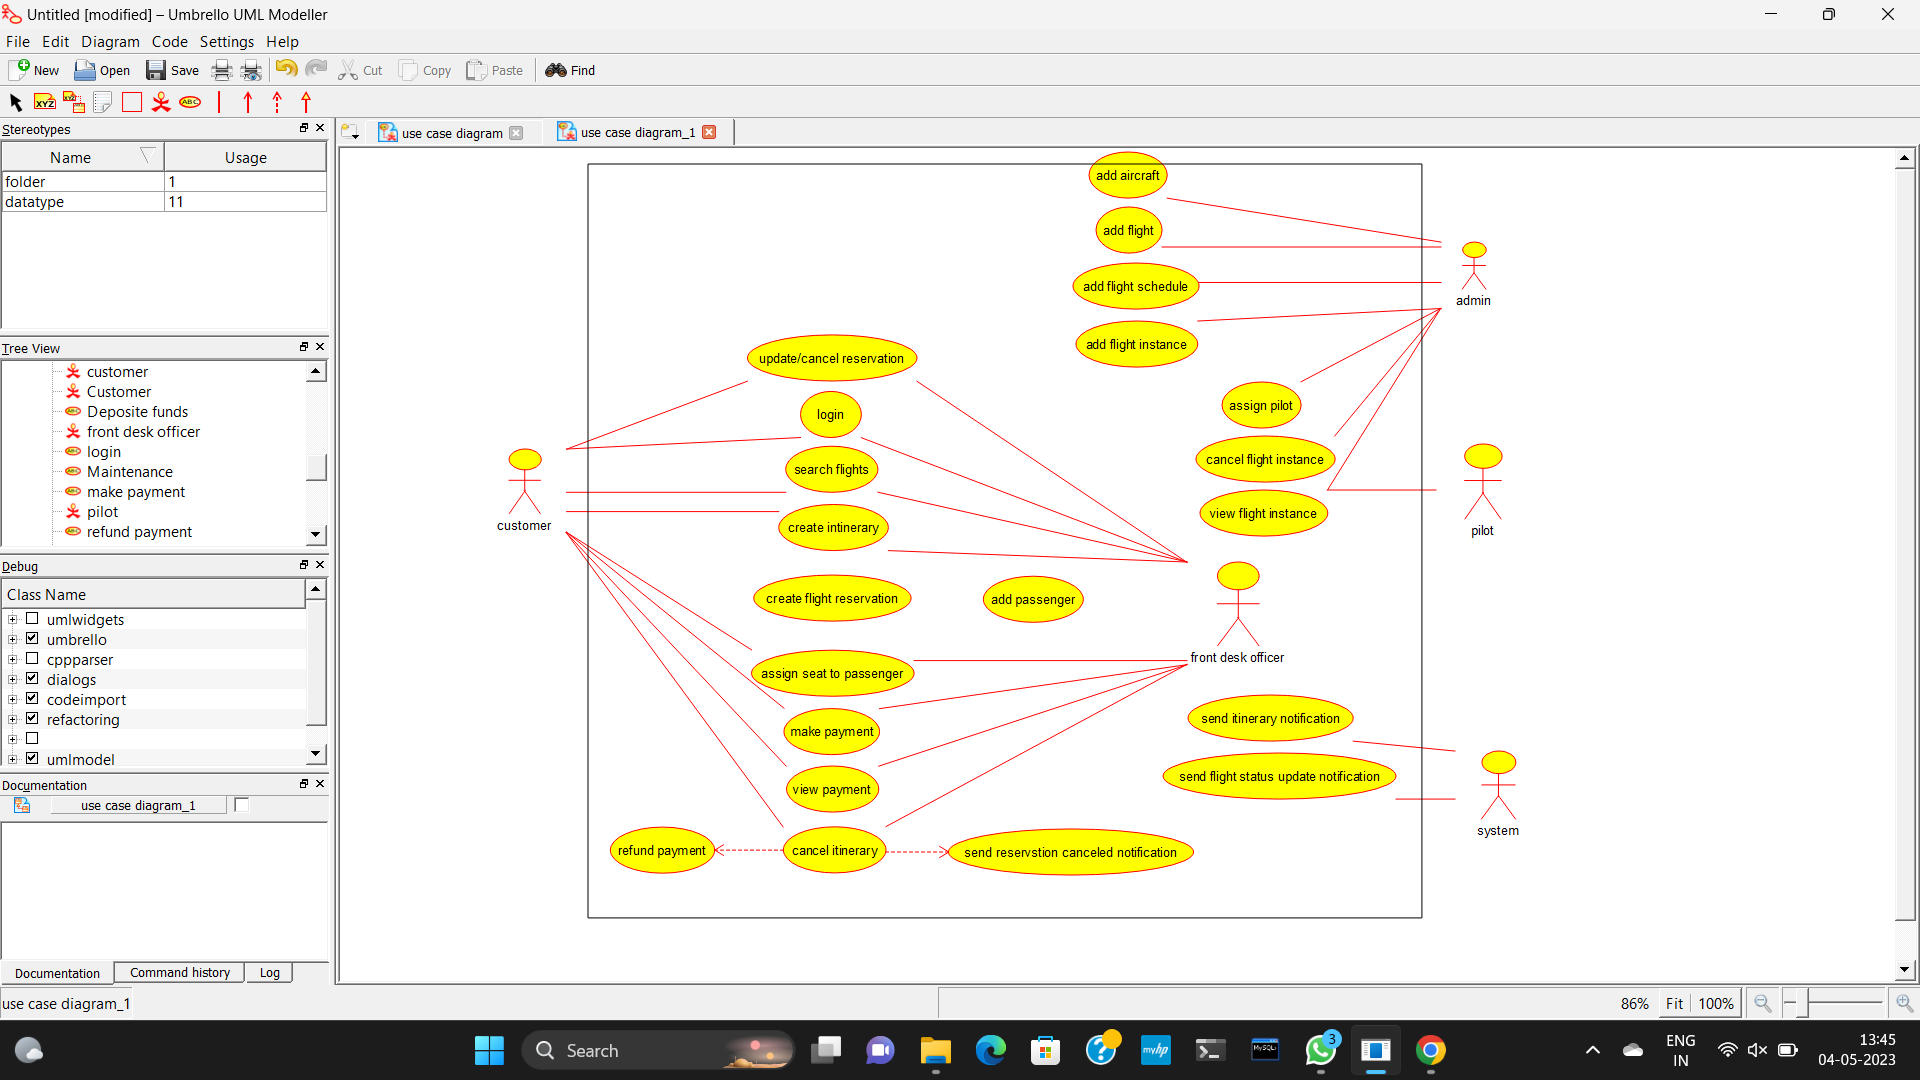 Untitled [modified] – Umbrello UML Modeller
File Edit Diagram Code Settings Help
New Open Save Cut Copy Paste Find
XYZ XYZ ABC
Stereotypes
Name Usage
folder 1
datatype 11
Tree View
customer
Customer
Deposite funds
front desk officer
login
Maintenance
make payment
pilot
refund payment
Debug
Class Name
umlwidgets
umbrello
cppparser
dialogs
codeimport
refactoring
umlmodel
Documentation
use case diagram_1
Documentation Command history Log
use case diagram use case diagram_1
add aircraft
add flight
add flight schedule
add flight instance
admin
update/cancel reservation
login
search flights
create intinerary
customer
assign pilot
cancel flight instance
view flight instance
pilot
create flight reservation
add passenger
front desk officer
assign seat to passenger
make payment
view payment
send itinerary notification
send flight status update notification
system
refund payment
cancel itinerary
send reservstion canceled notification
use case diagram_1
86% Fit 100%
Search
myhp
MySQL
3
ENG
IN
13:45
04-05-2023